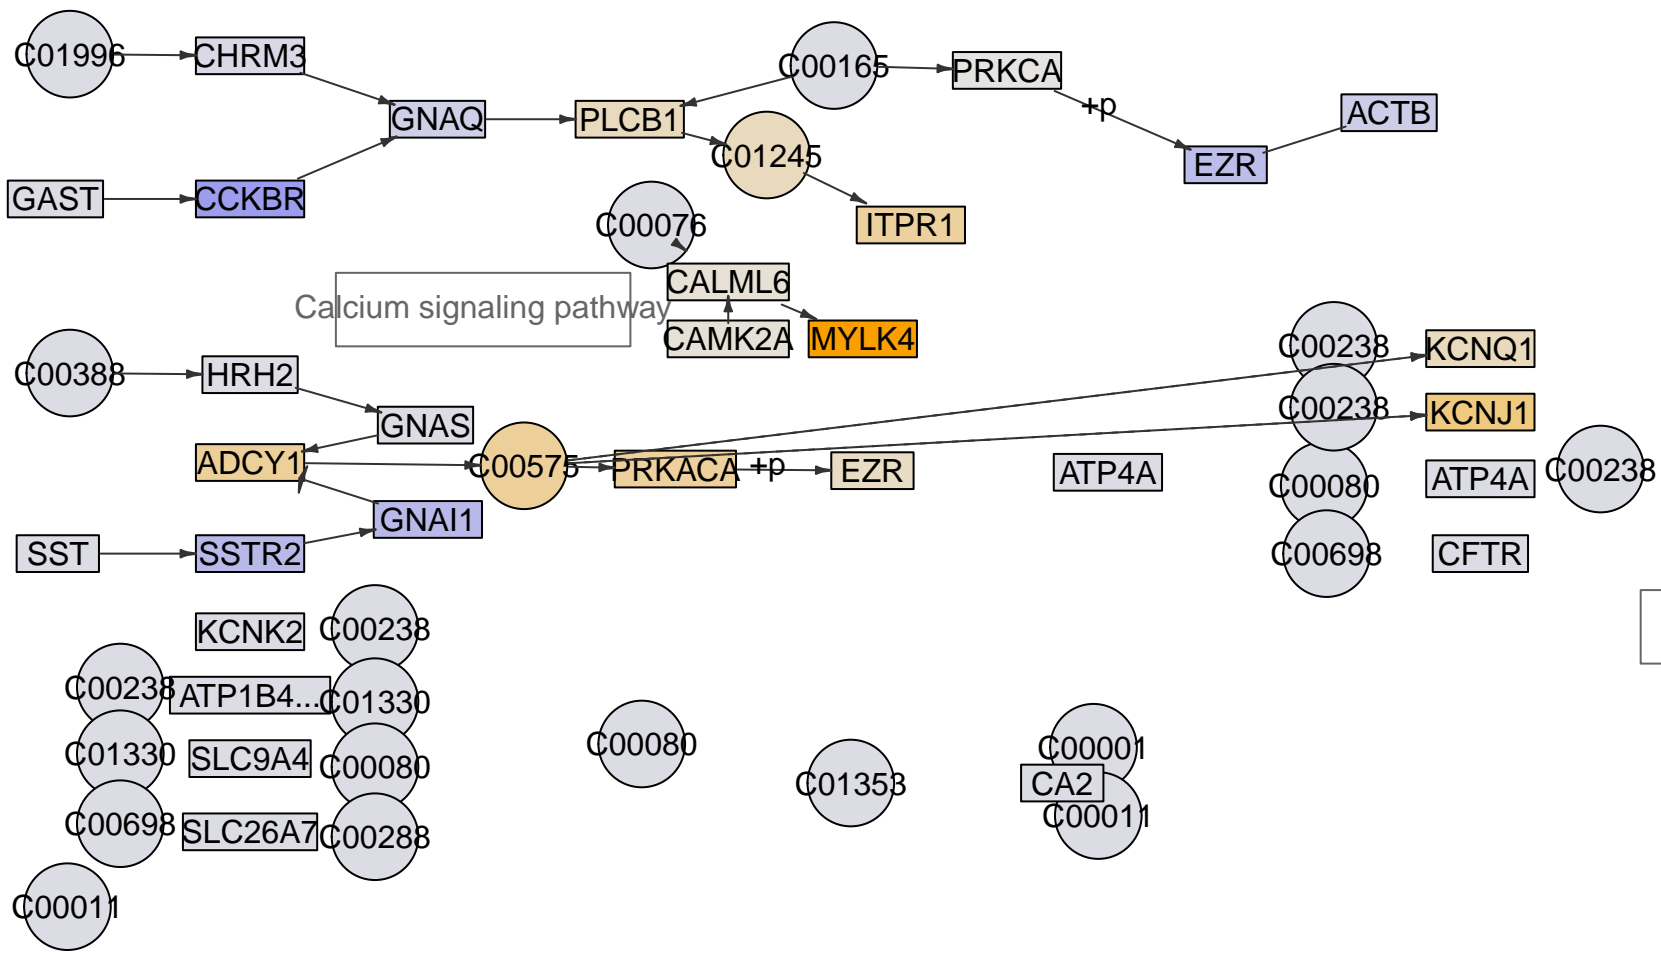 C01996
CHRM3
C00165
PRKCA
GNAQ
PLCB1
+p
ACTB
C01245
EZR
GAST
CCKBR
C00076
ITPR1
CALML6
Calcium signaling pathway
CAMK2A
MYLK4
C00238
KCNQ1
C00388
HRH2
C00238
KCNJ1
GNAS
ADCY1
C00575
PRKACA
+p
EZR
ATP4A
C00080
ATP4A
C00238
GNAI1
SST
SSTR2
C00698
CFTR
KCNK2
C00238
C00238
ATP1B4...
C01330
C01330
SLC9A4
C00080
C00080
C01353
C00001
CA2
C00011
C00698
SLC26A7
C00288
C00011